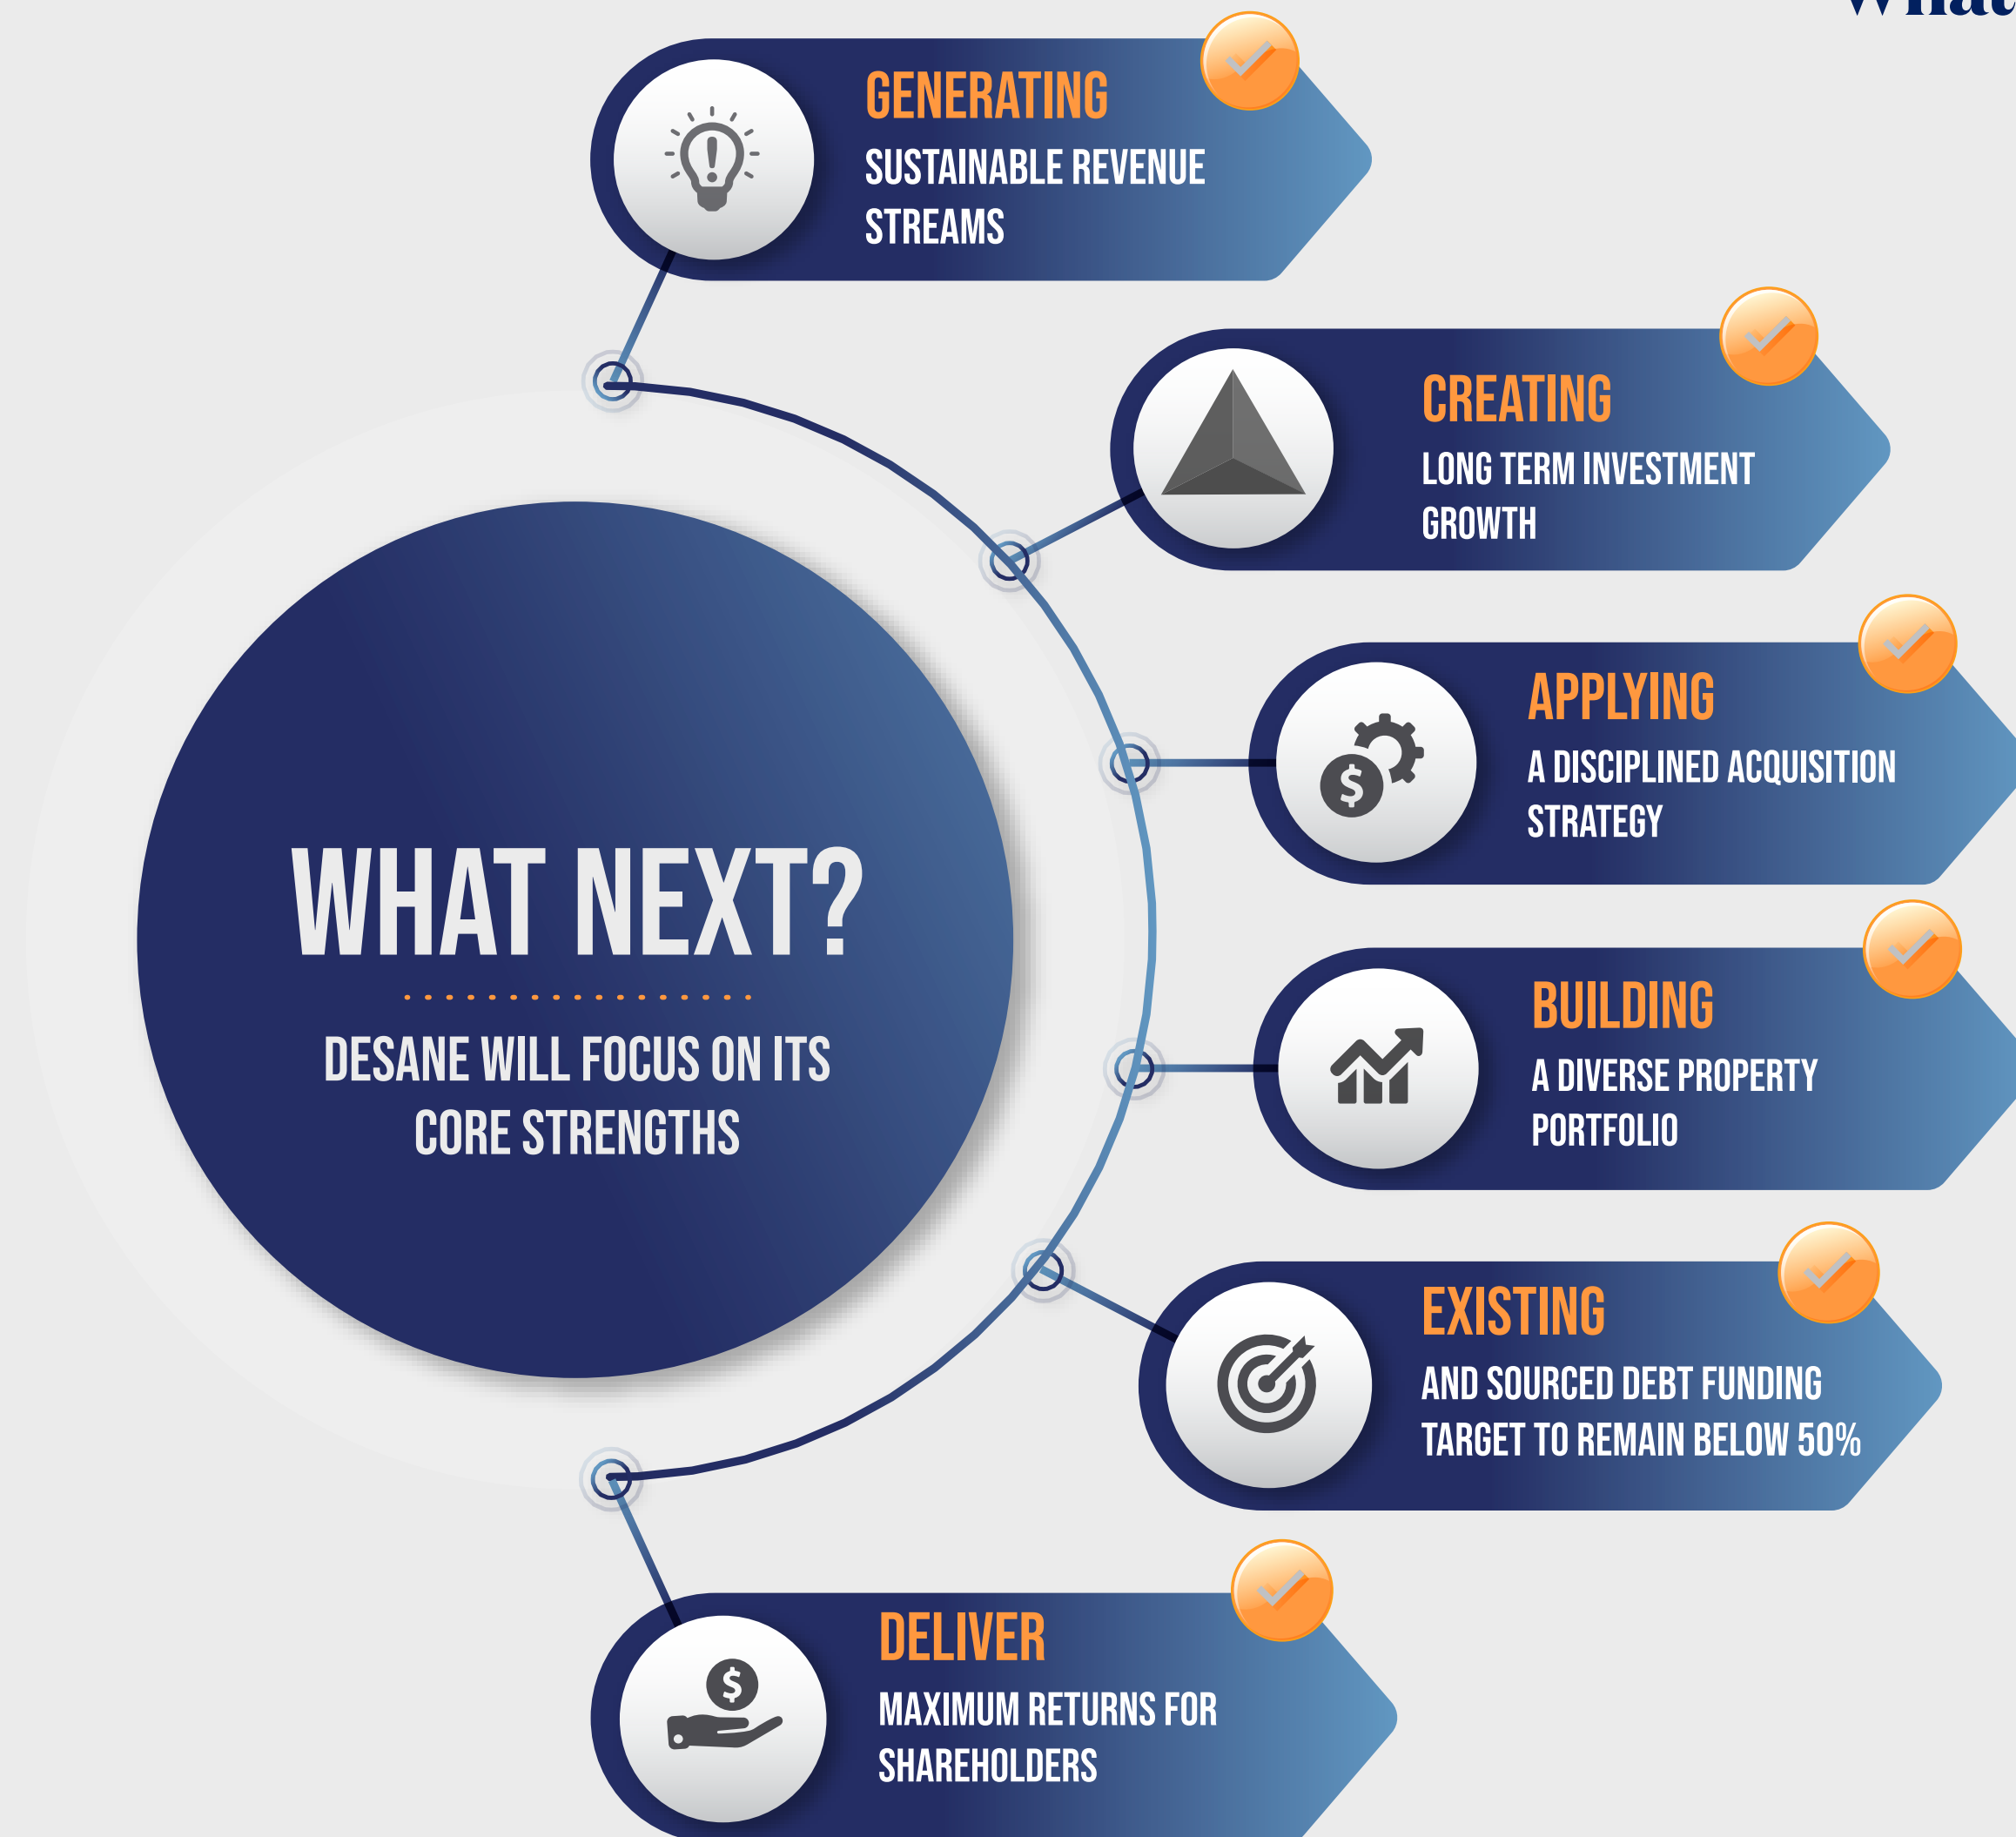 What
GENERATING
SUSTAINABLE REVENUE
STREAMS
CREATING
LONG TERM INVESTMENT
GROWTH
APPLYING
A DISCIPLINED ACQUISITION
STRATEGY
WHAT NEXT?
DESANE WILL FOCUS ON ITS
CORE STRENGTHS
BUILDING
A DIVERSE PROPERTY
PORTFOLIO
EXISTING
AND SOURCED DEBT FUNDING
TARGET TO REMAIN BELOW 50%
DELIVER
MAXIMUM RETURNS FOR
SHAREHOLDERS